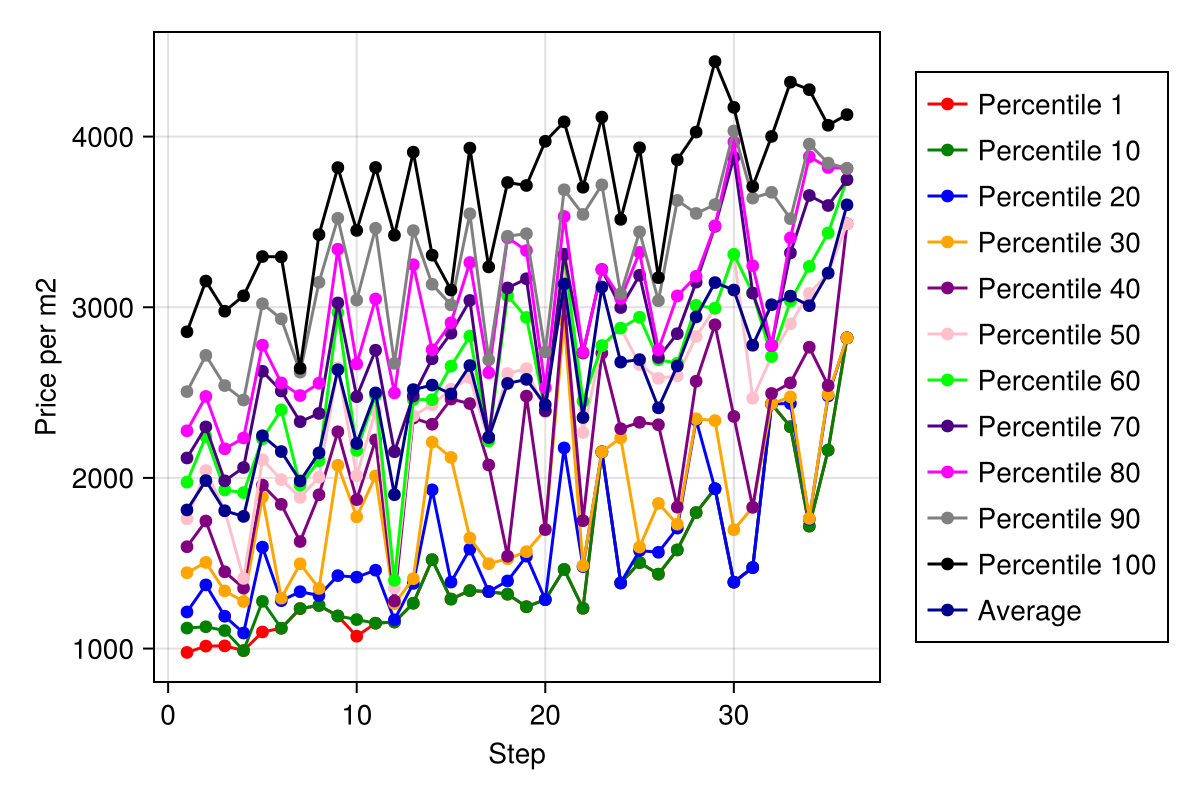 4000
3000
2000
1000
0
10
20
30
Price per m2
Step
Percentile 1
Percentile 10
Percentile 20
Percentile 30
Percentile 40
Percentile 50
Percentile 60
Percentile 70
Percentile 80
Percentile 90
Percentile 100
Average